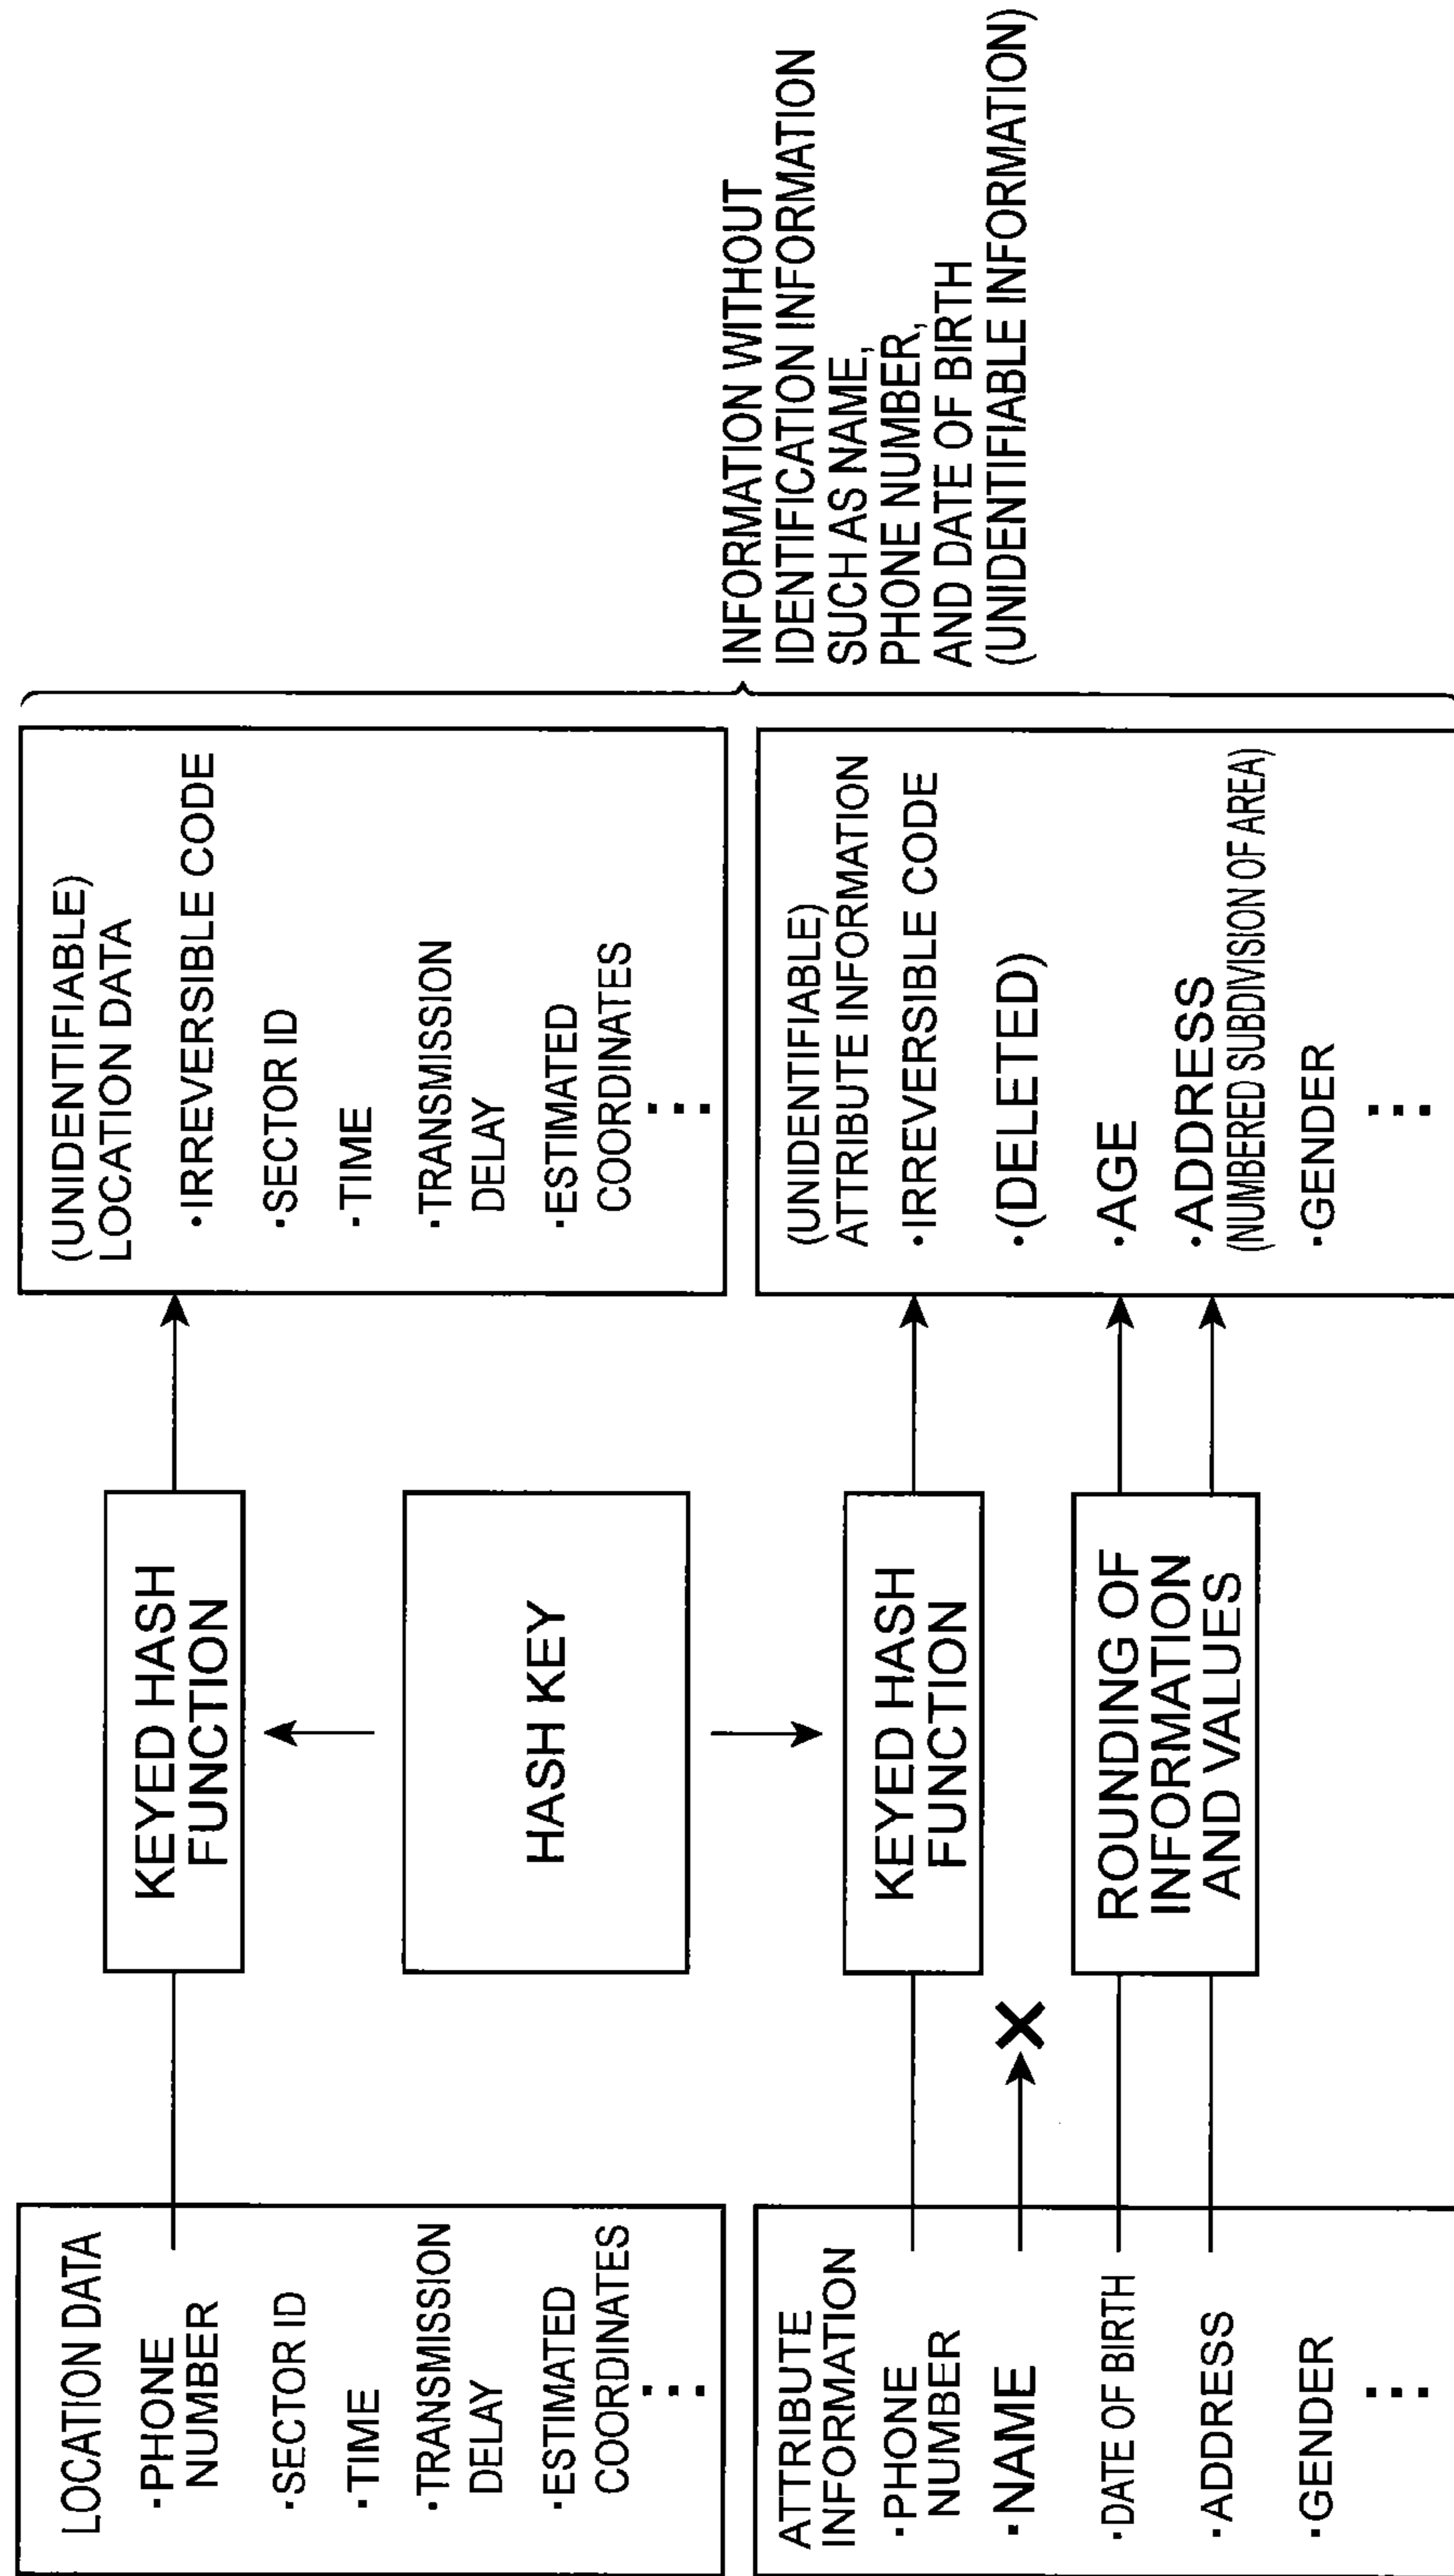 LOCATION DATA
·PHONE
NUMBER
·SECTOR ID
·TIME
·TRANSMISSION
DELAY
·ESTIMATED
COORDINATES
⋮
ATTRIBUTE
INFORMATION
·PHONE
NUMBER
·NAME
·DATE OF BIRTH
·ADDRESS
·GENDER
⋮
KEYED HASH
FUNCTION
HASH KEY
KEYED HASH
FUNCTION
ROUNDING OF
INFORMATION
AND VALUES
(UNIDENTIFIABLE)
LOCATION DATA
·IRREVERSIBLE CODE
·SECTOR ID
·TIME
·TRANSMISSION
DELAY
·ESTIMATED
COORDINATES
⋮
(UNIDENTIFIABLE)
ATTRIBUTE INFORMATION
·IRREVERSIBLE CODE
·(DELETED)
·AGE
·ADDRESS
(NUMBERED SUBDIVISION OF AREA)
·GENDER
⋮
INFORMATION WITHOUT
IDENTIFICATION INFORMATION
SUCH AS NAME,
PHONE NUMBER,
AND DATE OF BIRTH
(UNIDENTIFIABLE INFORMATION)